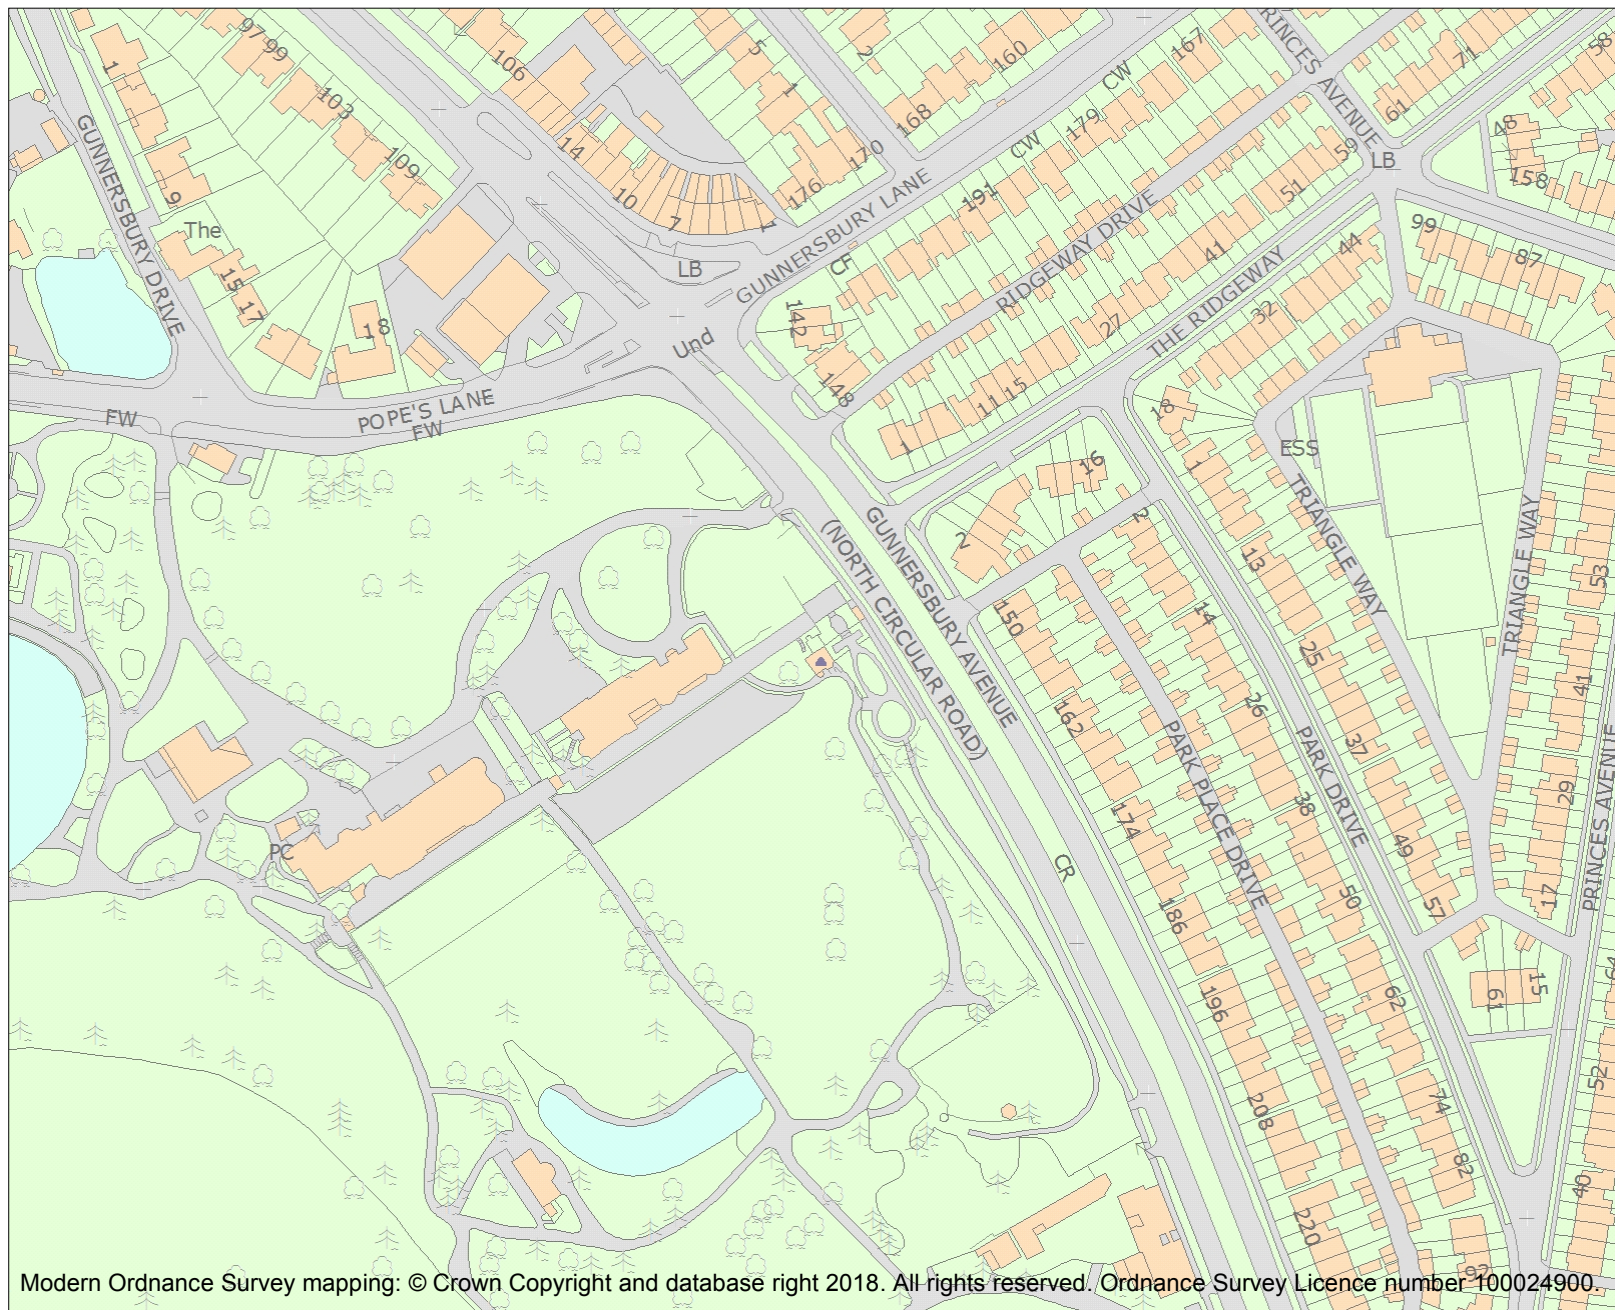 97 99
106
5
2
160
167
CW
PRINCES AVENUE
71
58
1
103
1
168
179
61
48
GUNNERSBURY DRIVE
109
14
170
CW
59
LB
158
9
10
176
191
51
The
7
1
GUNNERSBURY LANE
RIDGEWAY DRIVE
99
15
LB
CF
41
44
87
17
18
142
27
32
THE RIDGEWAY
Und
148
11 15
18
FW
POPE'S LANE
FW
1
16
1
ESS
2
2
TRIANGLE WAY
TRIANGLE WAY
(NORTH CIRCULAR ROAD)
GUNNERSBURY AVENUE
13
53
150
14
25
41
162
26
37
PARK PLACE DRIVE
PARK DRIVE
PRINCES AVENUE
29
174
38
49
PC
CR
50
57
17
186
196
62
61
15
64
208
74
52
82
40
220
92
Modern Ordnance Survey mapping: © Crown Copyright and database right 2018. All rights reserved. Ordnance Survey Licence number 100024900.